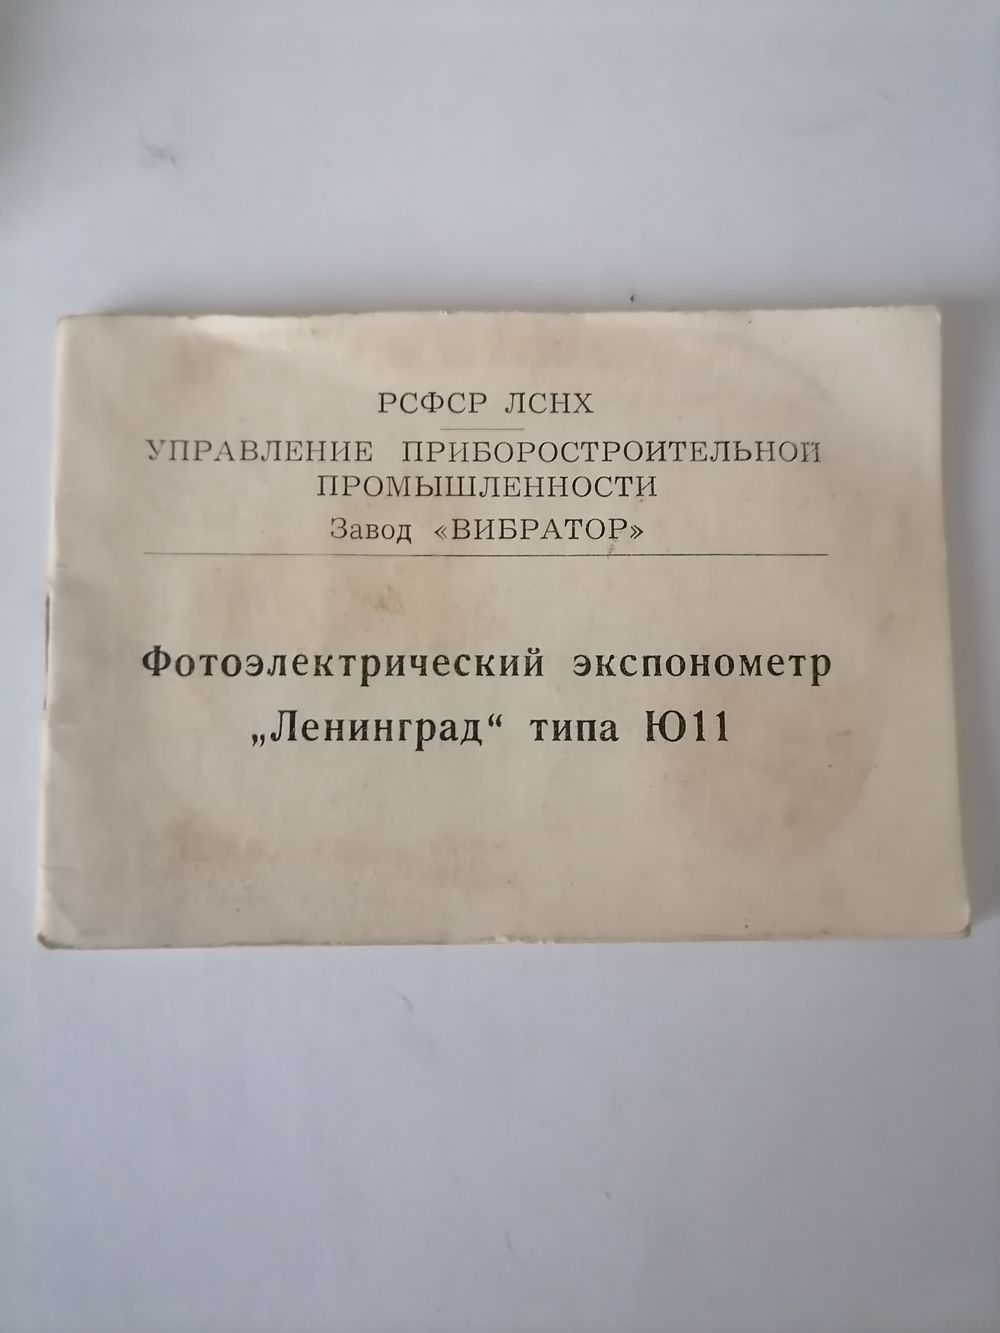 РСФСР ЛСНХ
УПРАВЛЕНИЕ ПРИБОРОСТРОИТЕЛЬНОЙ
ПРОМЫШЛЕННОСТИ
Завод «ВИБРАТОР»
Фотоэлектрический экспонометр
„Ленинград“ типа Ю11